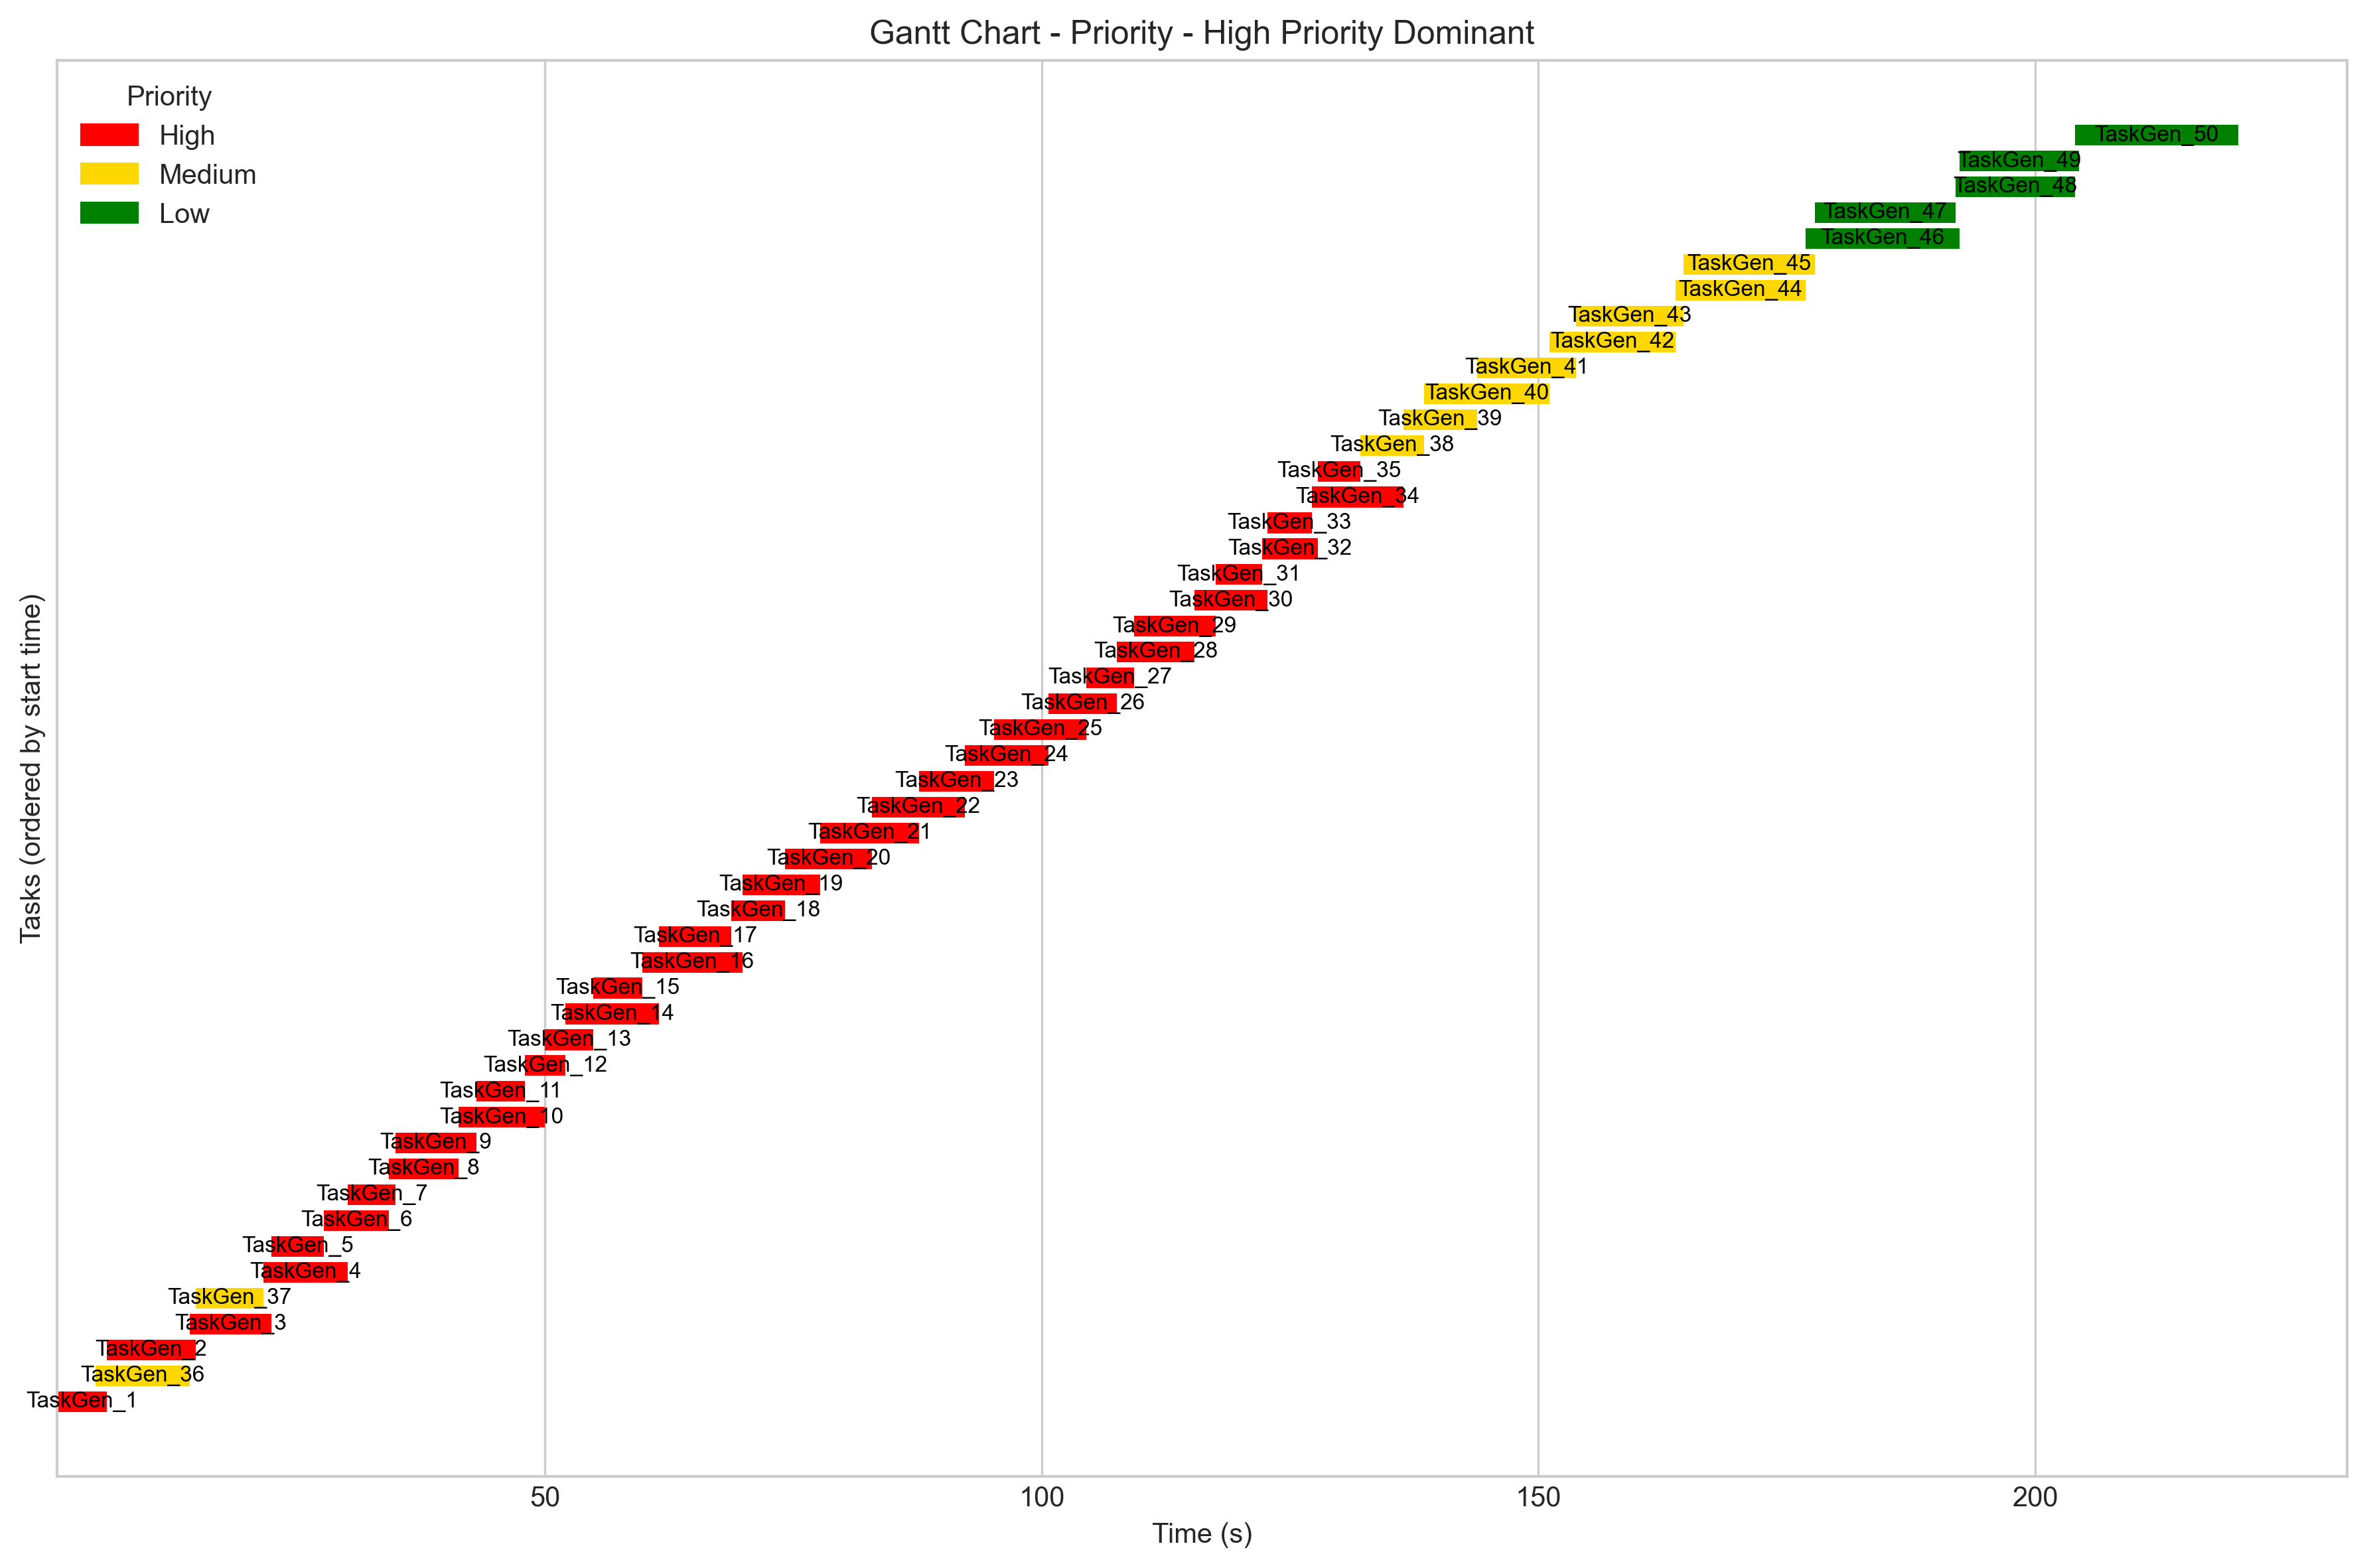 Gantt Chart - Priority - High Priority Dominant
Priority
High
Medium
Low
TaskGen_50
TaskGen_49
TaskGen_48
TaskGen_47
TaskGen_46
TaskGen_45
TaskGen_44
TaskGen_43
TaskGen_42
TaskGen_41
TaskGen_40
TaskGen_39
TaskGen_38
TaskGen_35
TaskGen_34
TaskGen_33
TaskGen_32
TaskGen_31
TaskGen_30
TaskGen_29
TaskGen_28
TaskGen_27
TaskGen_26
TaskGen_25
TaskGen_24
TaskGen_23
TaskGen_22
TaskGen_21
TaskGen_20
TaskGen_19
TaskGen_18
TaskGen_17
TaskGen_16
TaskGen_15
TaskGen_14
TaskGen_13
TaskGen_12
TaskGen_11
TaskGen_10
TaskGen_9
TaskGen_8
TaskGen_7
TaskGen_6
TaskGen_5
TaskGen_4
TaskGen_37
TaskGen_3
TaskGen_2
TaskGen_36
TaskGen_1
Tasks (ordered by start time)
50 100 150 200
Time (s)